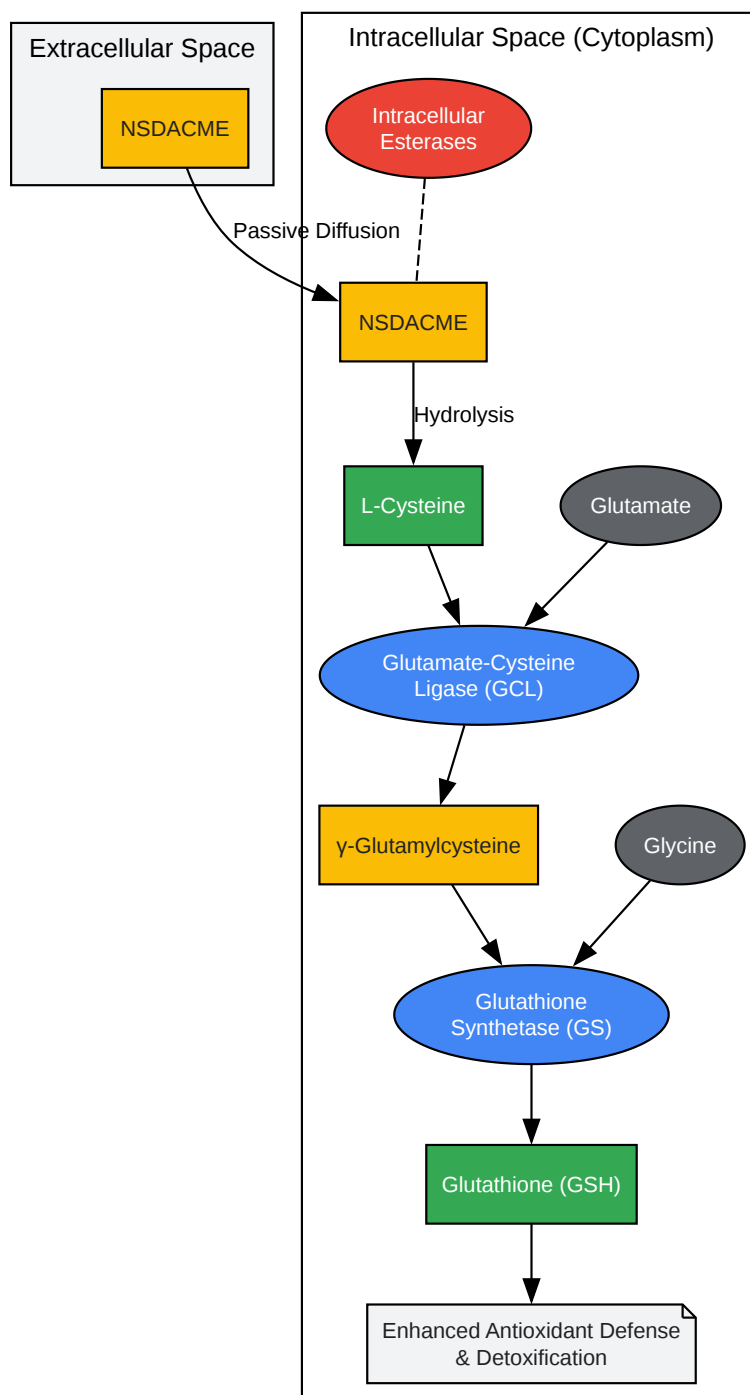 Extracellular Space
NSDACME
Passive Diffusion
Intracellular Space (Cytoplasm)
Intracellular
Esterases
NSDACME
Hydrolysis
L-Cysteine
Glutamate
Glutamate-Cysteine
Ligase (GCL)
γ-Glutamylcysteine
Glycine
Glutathione
Synthetase (GS)
Glutathione (GSH)
Enhanced Antioxidant Defense
& Detoxification